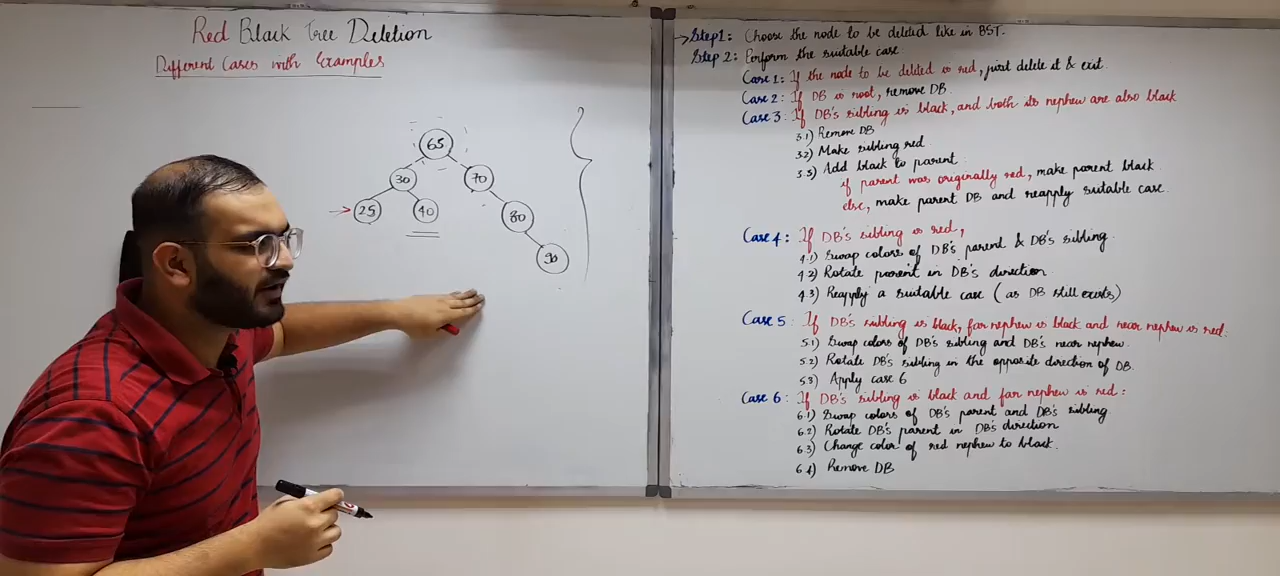 Red Black Tree Deletion
Different Cases with Examples
65
30
70
25
40
80
90
Step1: Choose the node to be deleted like in BST.
Step 2: Perform the suitable case
Case 1: If the node to be deleted is red, just delete it & exit.
Case 2: If DB is root, remove DB.
Case 3: If DB's sibling is black, and both its nephew are also black
3.1) Remove DB
3.2) Make sibling red.
3.3) Add black to parent.
if parent was originally red, make parent black
else, make parent DB and reapply suitable case.
Case 4: If DB's sibling is red,
4.1) Swap colors of DB's parent & DB's sibling.
4.2) Rotate parent in DB's direction
4.3) Reapply a suitable case (as DB still exists)
Case 5: If DB's sibling is black, far nephew is black and near nephew is red.
5.1) Swap colors of DB's sibling and DB's near nephew.
5.2) Rotate DB's sibling in the opposite direction of DB.
5.3) Apply case 6
Case 6: If DB's sibling is black and far nephew is red:
6.1) Swap colors of DB's parent and DB's sibling
6.2) Rotate DB's parent in DB's direction
6.3) Change color of red nephew to black.
6.4) Remove DB